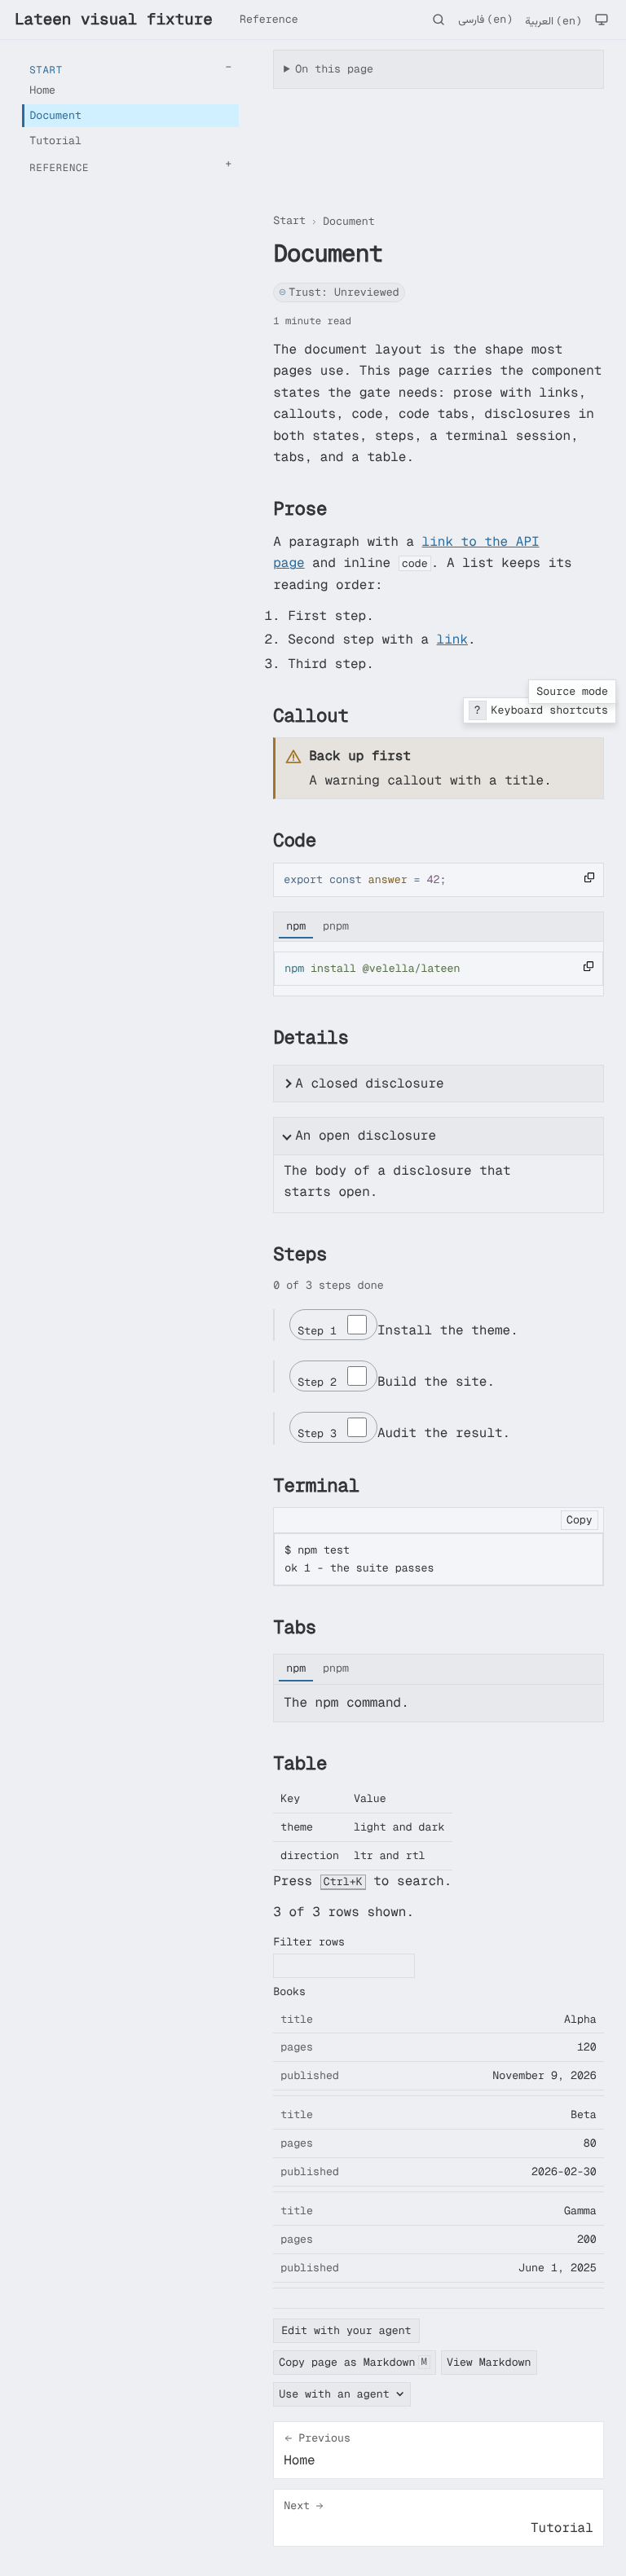 Lateen visual fixture
Reference
فارسی (en)
العربية (en)
START
−
Home
Document
Tutorial
REFERENCE
+
▶ On this page
Start › Document
Document
Trust: Unreviewed
1 minute read
The document layout is the shape most
pages use. This page carries the component
states the gate needs: prose with links,
callouts, code, code tabs, disclosures in
both states, steps, a terminal session,
tabs, and a table.
Prose
A paragraph with a link to the API
page and inline code. A list keeps its
reading order:
1. First step.
2. Second step with a link.
3. Third step.
Source mode
? Keyboard shortcuts
Callout
Back up first
A warning callout with a title.
Code
export const answer = 42;
npm pnpm
npm install @velella/lateen
Details
A closed disclosure
An open disclosure
The body of a disclosure that
starts open.
Steps
0 of 3 steps done
Step 1 Install the theme.
Step 2 Build the site.
Step 3 Audit the result.
Terminal
Copy
$ npm test
ok 1 - the suite passes
Tabs
npm pnpm
The npm command.
Table
Key Value
theme light and dark
direction ltr and rtl
Press Ctrl+K to search.
3 of 3 rows shown.
Filter rows
Books
title Alpha
pages 120
published November 9, 2026
title Beta
pages 80
published 2026-02-30
title Gamma
pages 200
published June 1, 2025
Edit with your agent
Copy page as Markdown M View Markdown
Use with an agent
← Previous
Home
Next →
Tutorial